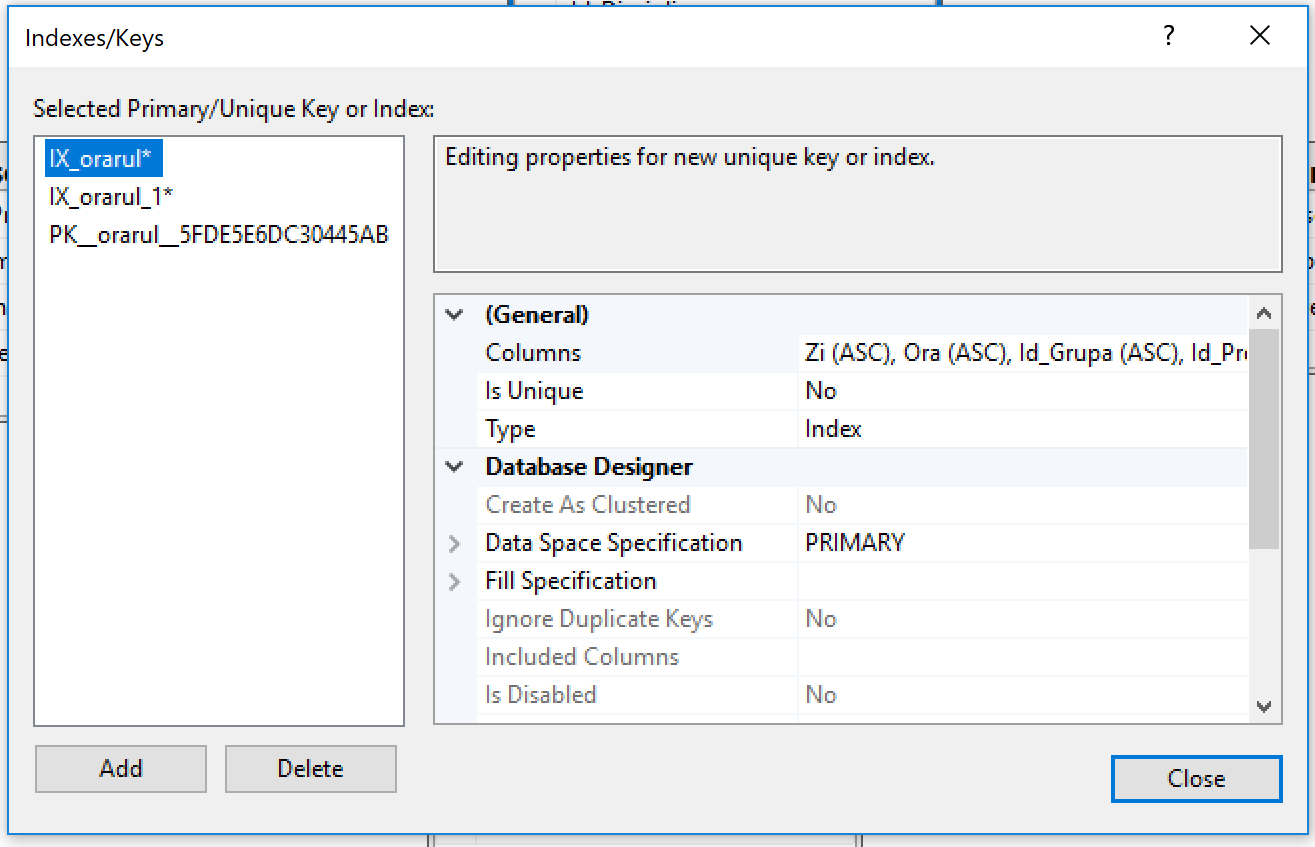 Indexes/Keys
?
Selected Primary/Unique Key or Index:
IX_orarul*
IX_orarul_1*
PK__orarul__5FDE5E6DC30445AB
Editing properties for new unique key or index.
(General)
Columns Zi (ASC), Ora (ASC), Id_Grupa (ASC),
Is Unique No
Type Index
Database Designer
Create As Clustered No
Data Space Specification PRIMARY
Fill Specification
Ignore Duplicate Keys No
Included Columns
Is Disabled No
Add
Delete
Close